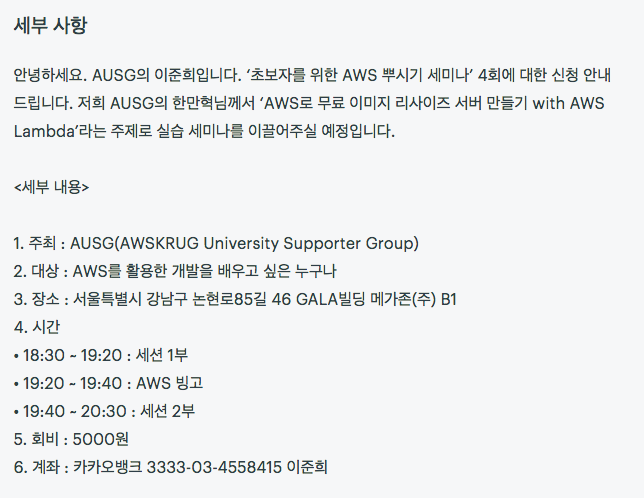 세부 사항
안녕하세요. AUSG의 이준희입니다. ‘초보자를 위한 AWS 뿌시기 세미나’ 4회에 대한 신청 안내
드립니다. 저희 AUSG의 한만혁님께서 ‘AWS로 무료 이미지 리사이즈 서버 만들기 with AWS
Lambda’라는 주제로 실습 세미나를 이끌어주실 예정입니다.
<세부 내용>
1. 주최 : AUSG(AWSKRUG University Supporter Group)
2. 대상 : AWS를 활용한 개발을 배우고 싶은 누구나
3. 장소 : 서울특별시 강남구 논현로85길 46 GALA빌딩 메가존(주) B1
4. 시간
• 18:30 ~ 19:20 : 세션 1부
• 19:20 ~ 19:40 : AWS 빙고
• 19:40 ~ 20:30 : 세션 2부
5. 회비 : 5000원
6. 계좌 : 카카오뱅크 3333-03-4558415 이준희